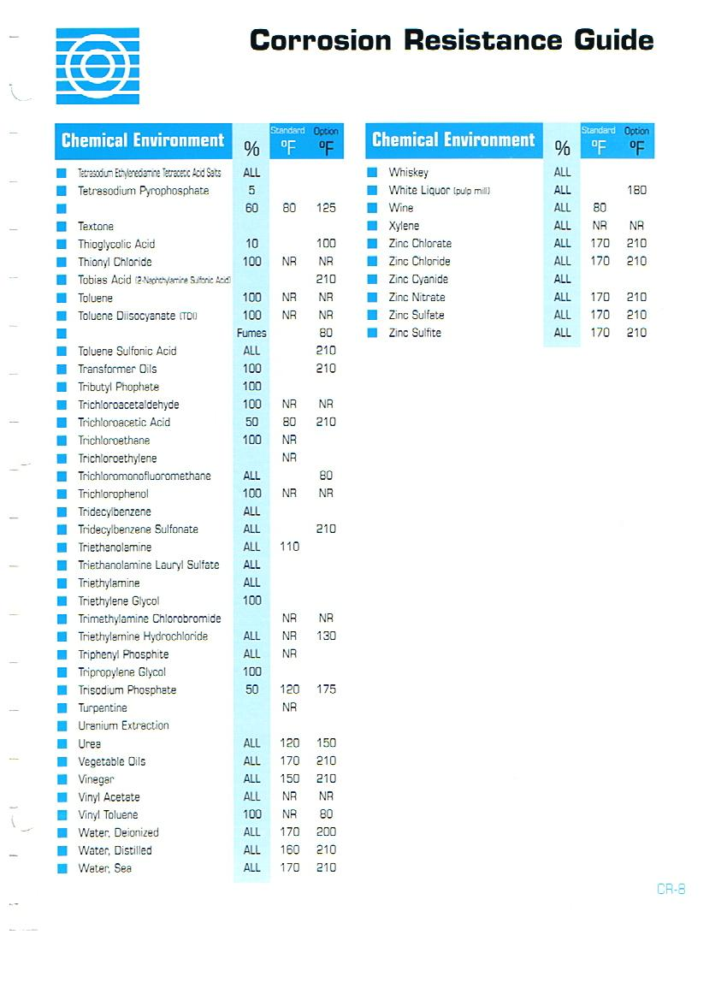 Corrosion Resistance Guide
Chemical Environment % Standard °F Option °F
Tetrasodium Ethylenediamine Tetracetic Acid Salts ALL
Tetrasodium Pyrophosphate 5
60 80 125
Textone
Thioglycolic Acid 10 100
Thionyl Chloride 100 NR NR
Tobias Acid (2-Naphthylamine Sulfonic Acid) 210
Toluene 100 NR NR
Toluene Diisocyanate (TDI) 100 NR NR
Fumes 80
Toluene Sulfonic Acid ALL 210
Transformer Oils 100 210
Tributyl Phophate 100
Trichloroacetaldehyde 100 NR NR
Trichloroacetic Acid 50 80 210
Trichloroethane 100 NR
Trichloroethylene NR
Trichloromonofluoromethane ALL 80
Trichlorophenol 100 NR NR
Tridecylbenzene ALL
Tridecylbenzene Sulfonate ALL 210
Triethanolamine ALL 110
Triethanolamine Lauryl Sulfate ALL
Triethylamine ALL
Triethylene Glycol 100
Trimethylamine Chlorobromide NR NR
Triethylamine Hydrochloride ALL NR 130
Triphenyl Phosphite ALL NR
Tripropylene Glycol 100
Trisodium Phosphate 50 120 175
Turpentine NR
Uranium Extraction
Urea ALL 120 150
Vegetable Oils ALL 170 210
Vinegar ALL 150 210
Vinyl Acetate ALL NR NR
Vinyl Toluene 100 NR 80
Water, Deionized ALL 170 200
Water, Distilled ALL 160 210
Water, Sea ALL 170 210
Chemical Environment % Standard °F Option °F
Whiskey ALL
White Liquor (pulp mill) ALL 180
Wine ALL 80
Xylene ALL NR NR
Zinc Chlorate ALL 170 210
Zinc Chloride ALL 170 210
Zinc Cyanide ALL
Zinc Nitrate ALL 170 210
Zinc Sulfate ALL 170 210
Zinc Sulfite ALL 170 210
CR-8